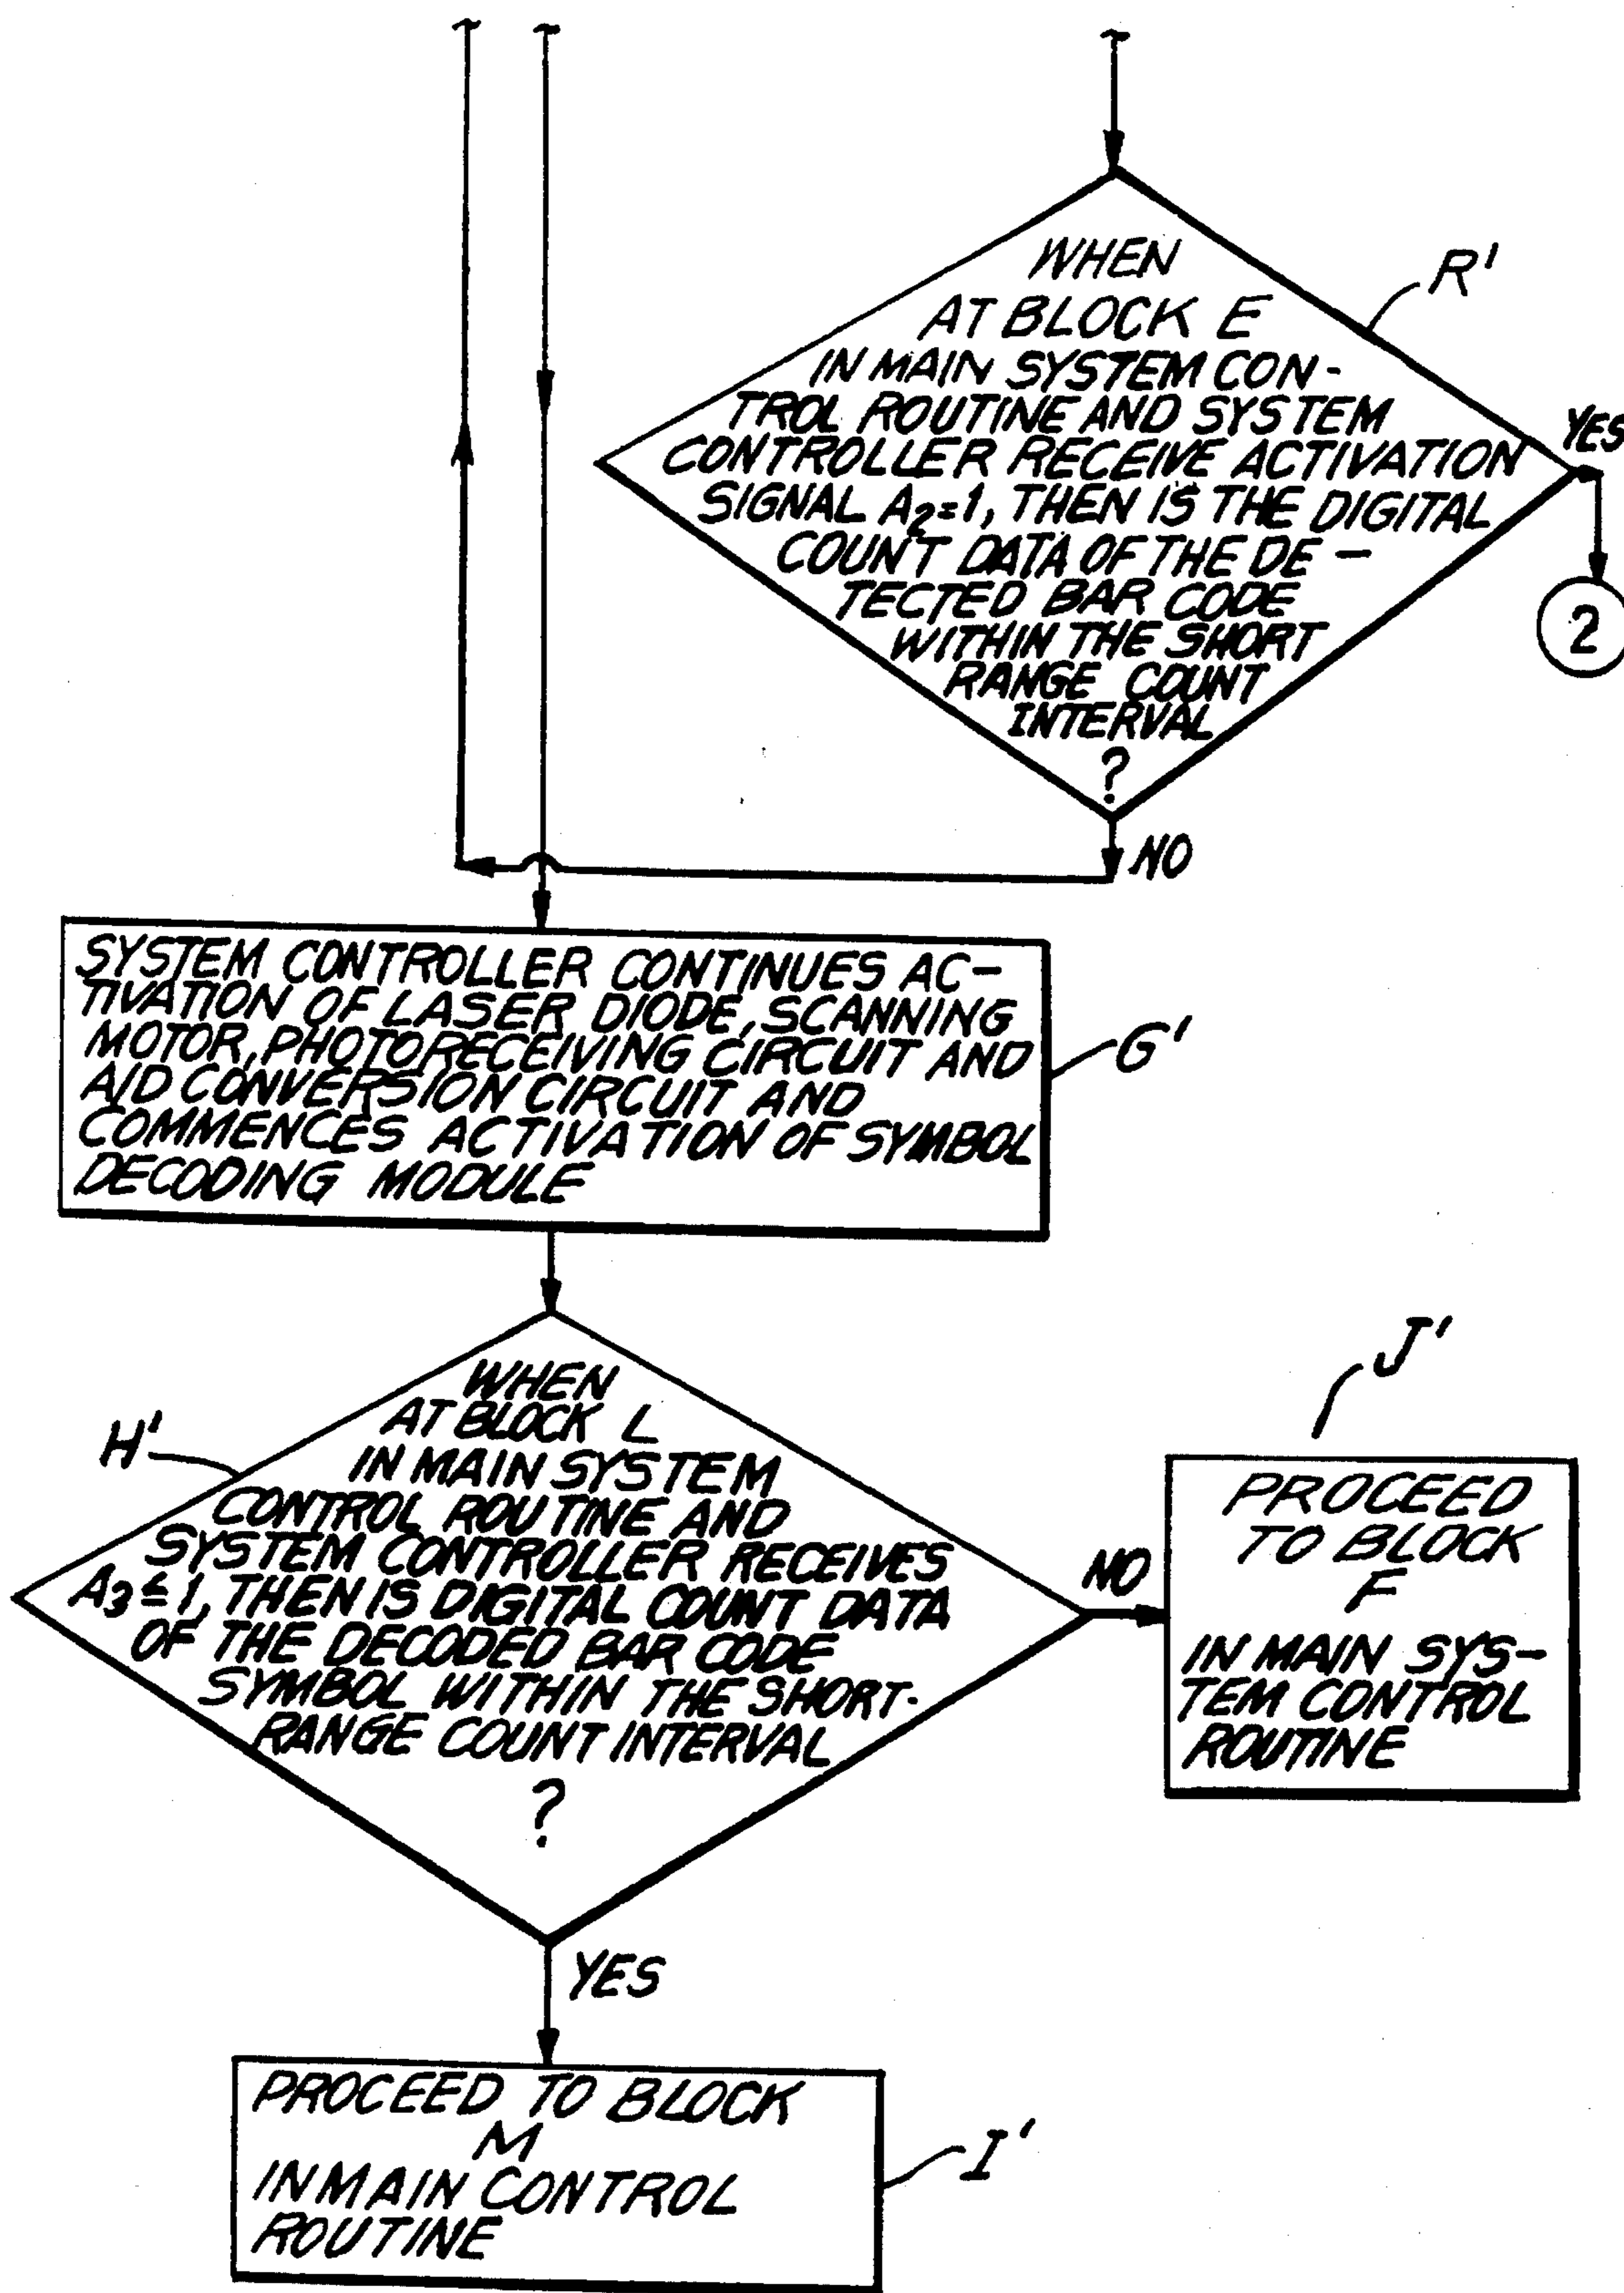 WHEN
AT BLOCK E
IN MAIN SYSTEM CON-
TROL ROUTINE AND SYSTEM
CONTROLLER RECEIVE ACTIVATION
SIGNAL A₂=1, THEN IS THE DIGITAL
COUNT DATA OF THE DE-
TECTED BAR CODE
WITHIN THE SHORT
RANGE COUNT
INTERVAL
?
R'
YES
2
NO
SYSTEM CONTROLLER CONTINUES AC-
TIVATION OF LASER DIODE, SCANNING
MOTOR, PHOTORECEIVING CIRCUIT AND
A/D CONVERSION CIRCUIT AND
COMMENCES ACTIVATION OF SYMBOL
DECODING MODULE
G'
WHEN
AT BLOCK L
IN MAIN SYSTEM
CONTROL ROUTINE AND
SYSTEM CONTROLLER RECEIVES
A₃≤1, THEN IS DIGITAL COUNT DATA
OF THE DECODED BAR CODE
SYMBOL WITHIN THE SHORT-
RANGE COUNT INTERVAL
?
H'
NO
J'
PROCEED
TO BLOCK
F
IN MAIN SYS-
TEM CONTROL
ROUTINE
YES
PROCEED TO BLOCK
M
IN MAIN CONTROL
ROUTINE
I'